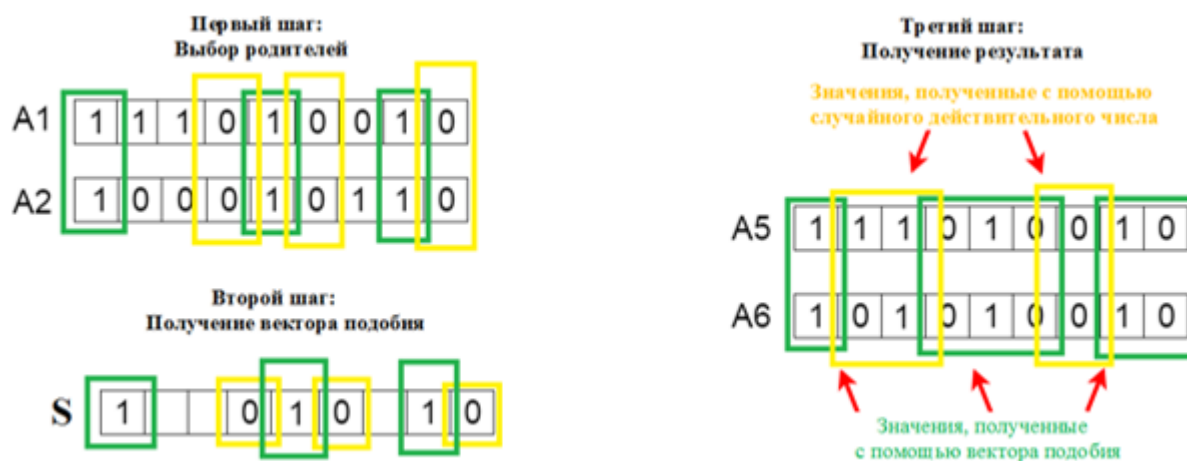 Первый шаг:
Выбор родителей
A1 1 1 1 0 1 0 0 1 0
A2 1 0 0 0 1 0 1 1 0
Второй шаг:
Получение вектора подобия
S 1 0 1 0 1 0
Третий шаг:
Получение результата
Значения, полученные с помощью
случайного действительного числа
A5 1 1 1 0 1 0 0 1 0
A6 1 0 1 0 1 0 0 1 0
Значения, полученные
с помощью вектора подобия